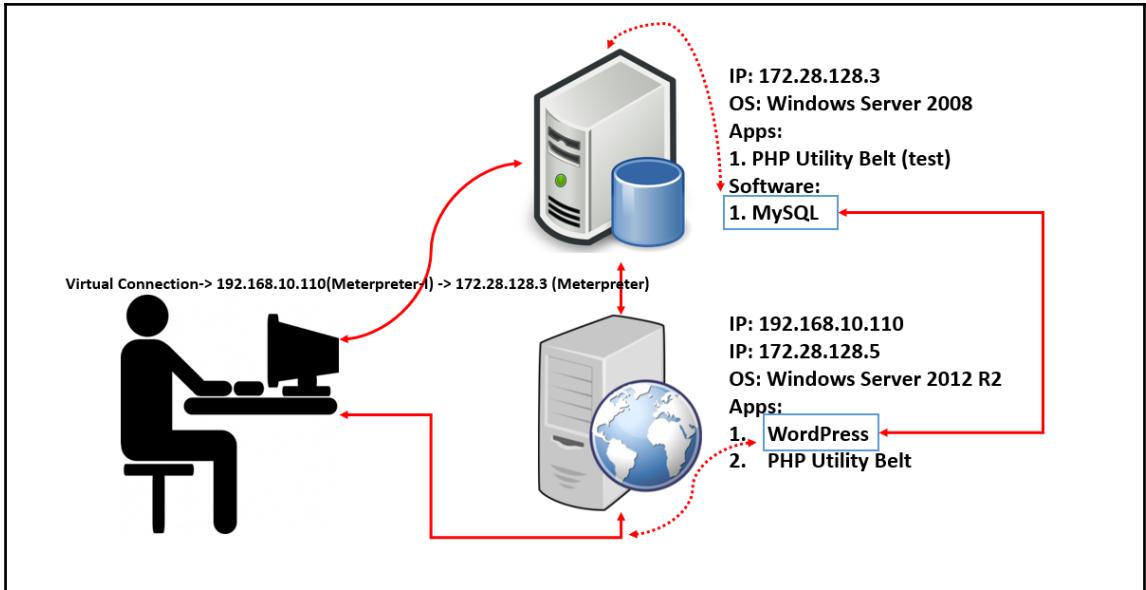 IP: 172.28.128.3
OS: Windows Server 2008
Apps:
1. PHP Utility Belt (test)
Software:
1. MySQL
Virtual Connection-> 192.168.10.110(Meterpreter-I) -> 172.28.128.3 (Meterpreter)
IP: 192.168.10.110
IP: 172.28.128.5
OS: Windows Server 2012 R2
Apps:
1. WordPress
2. PHP Utility Belt